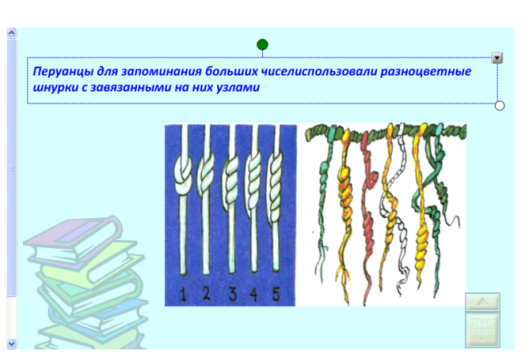 Перуанцы для запоминания больших чиселиспользовали разноцветные
шнурки с завязанными на них узлами
1 2 3 4 5